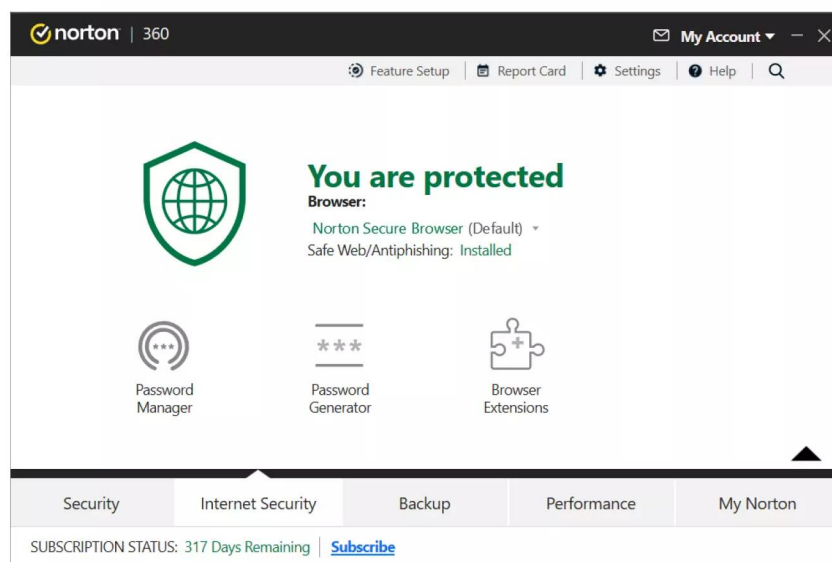 norton | 360
My Account
Feature Setup | Report Card | Settings | Help
You are protected
Browser:
Norton Secure Browser (Default)
Safe Web/Antiphishing: Installed
***
***
Password Manager
Password Generator
Browser Extensions
Security
Internet Security
Backup
Performance
My Norton
SUBSCRIPTION STATUS: 317 Days Remaining | Subscribe